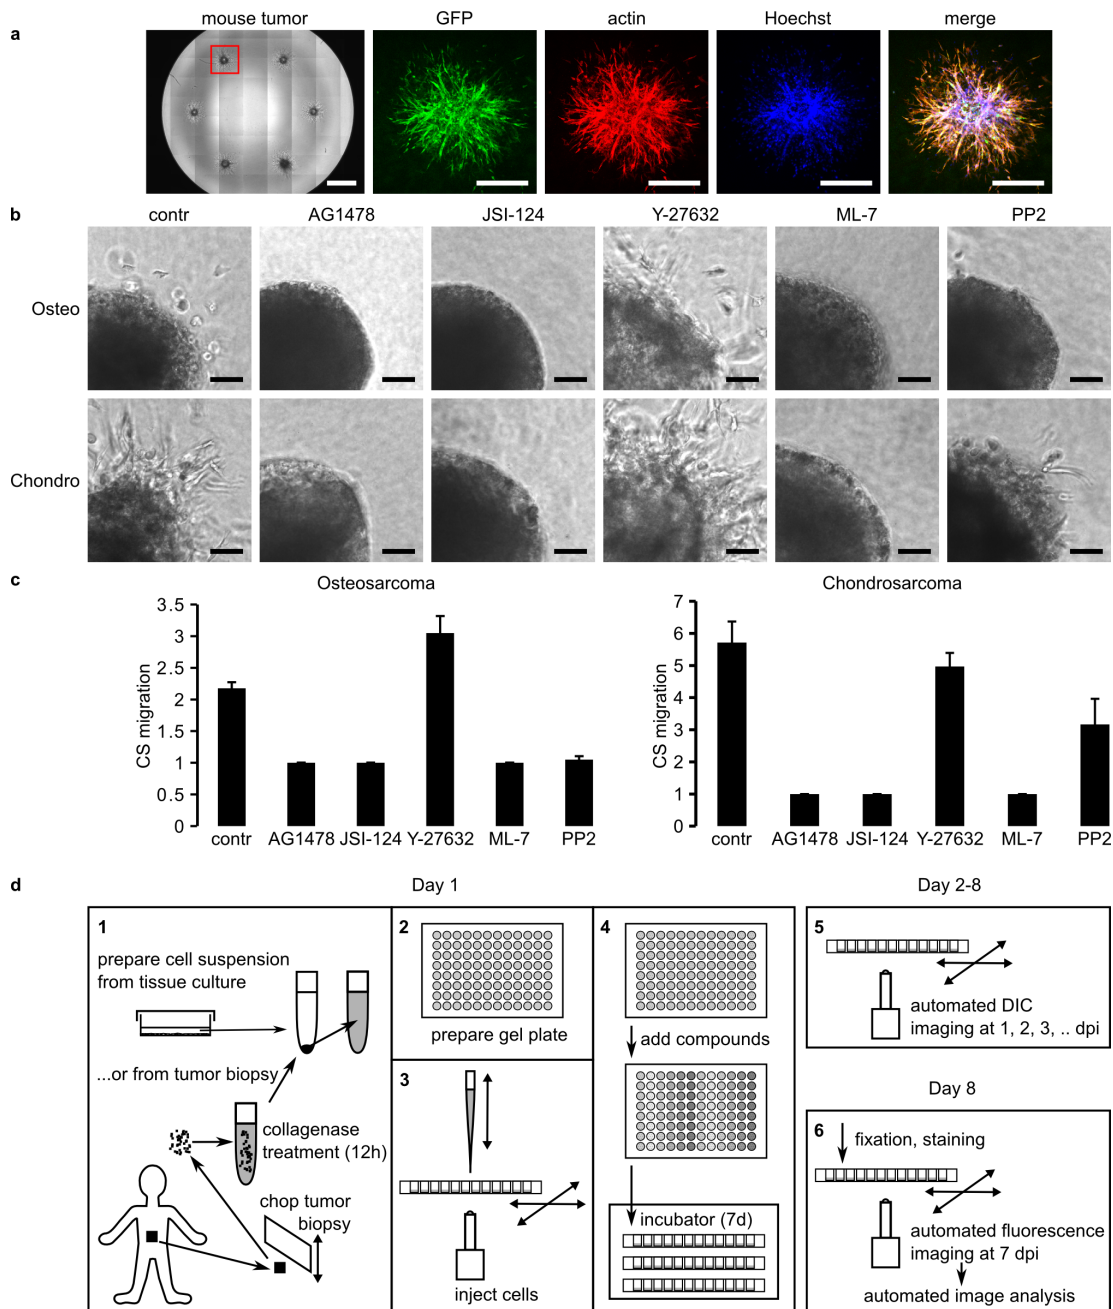 a
mouse tumor
GFP
actin
Hoechst
merge
b
contr
AG1478
JSI-124
Y-27632
ML-7
PP2
Osteo
Chondro
c
Osteosarcoma
CS migration
3.5
3
2.5
2
1.5
1
0.5
0
contr
AG1478
JSI-124
Y-27632
ML-7
PP2
Chondrosarcoma
CS migration
7
6
5
4
3
2
1
0
contr
AG1478
JSI-124
Y-27632
ML-7
PP2
d
Day 1
1
prepare cell suspension
from tissue culture
...or from tumor biopsy
collagenase
treatment (12h)
chop tumor
biopsy
2
prepare gel plate
3
inject cells
4
add compounds
incubator (7d)
Day 2-8
5
automated DIC
imaging at 1, 2, 3, .. dpi
Day 8
6
fixation, staining
automated fluorescence
imaging at 7 dpi
automated image analysis